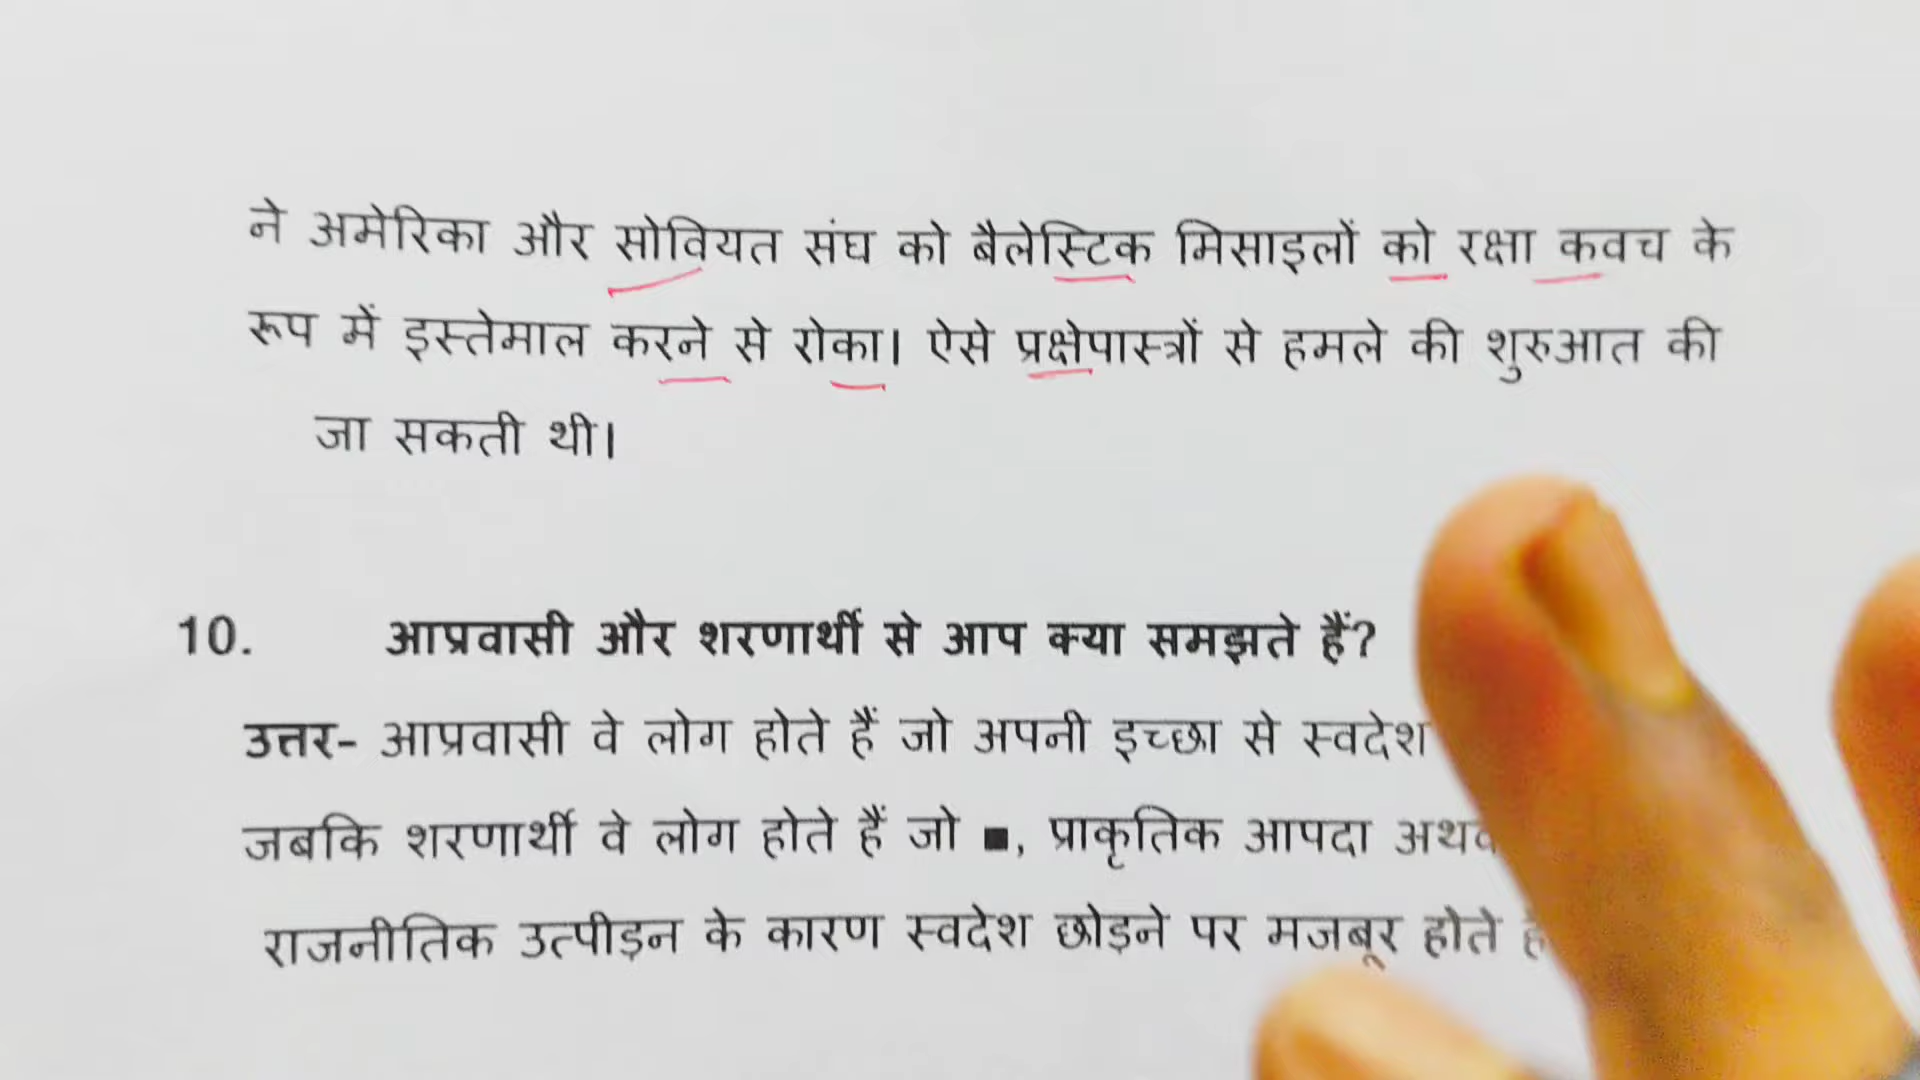 ने अमेरिका और सोवियत संघ को बैलेस्टिक मिसाइलों को रक्षा कवच के
रूप में इस्तेमाल करने से रोका। ऐसे प्रक्षेपास्त्रों से हमले की शुरुआत की
जा सकती थी।
10. आप्रवासी और शरणार्थी से आप क्या समझते हैं?
उत्तर- आप्रवासी वे लोग होते हैं जो अपनी इच्छा से स्वदेश
जबकि शरणार्थी वे लोग होते हैं जो ■, प्राकृतिक आपदा
राजनीतिक उत्पीड़न के कारण स्वदेश छोड़ने पर मजबूर होते